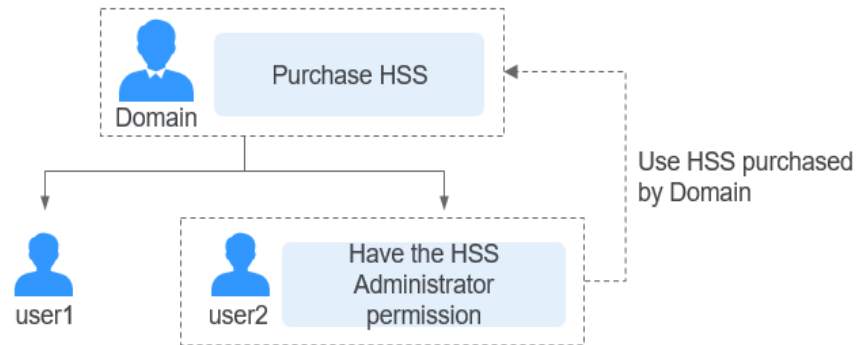 Purchase HSS
Domain
Use HSS purchased
by Domain
Have the HSS
Administrator
permission
user1
user2